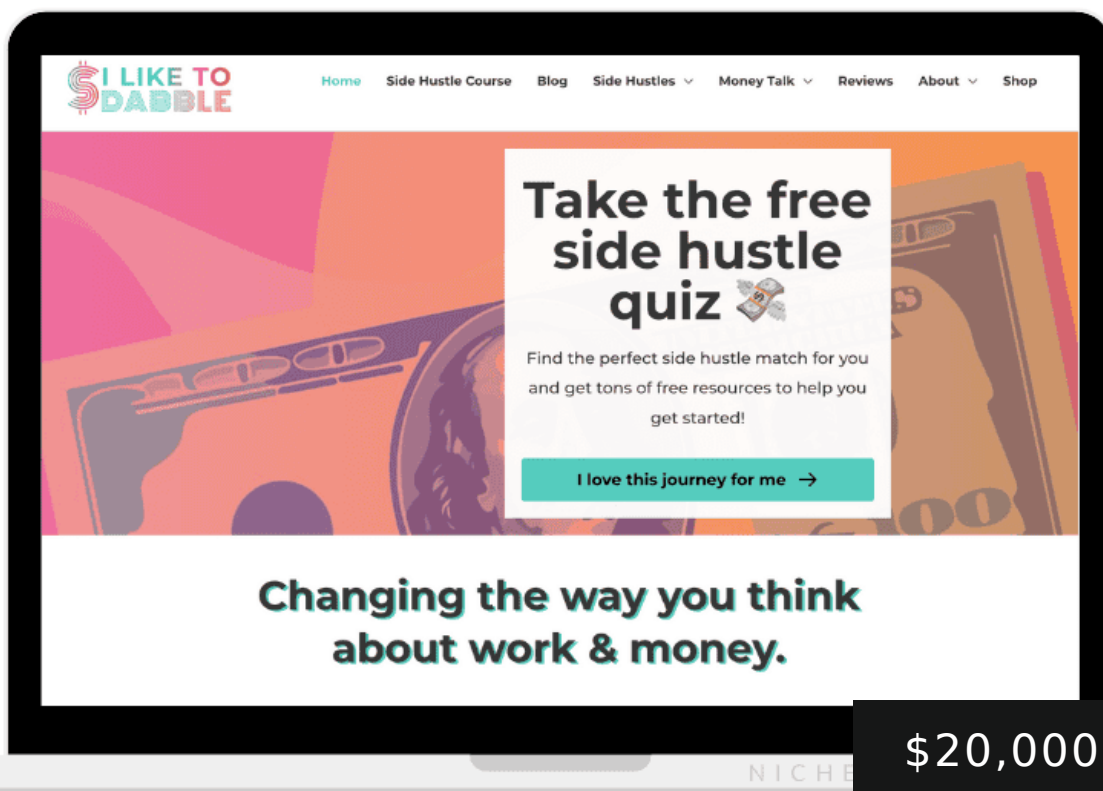 I LIKE TO
DABBLE
Home Side Hustle Course Blog Side Hustles Money Talk Reviews About Shop
Take the free
side hustle
quiz
Find the perfect side hustle match for you
and get tons of free resources to help you
get started!
I love this journey for me →
100
Changing the way you think
about work & money.
$20,000
NICHE